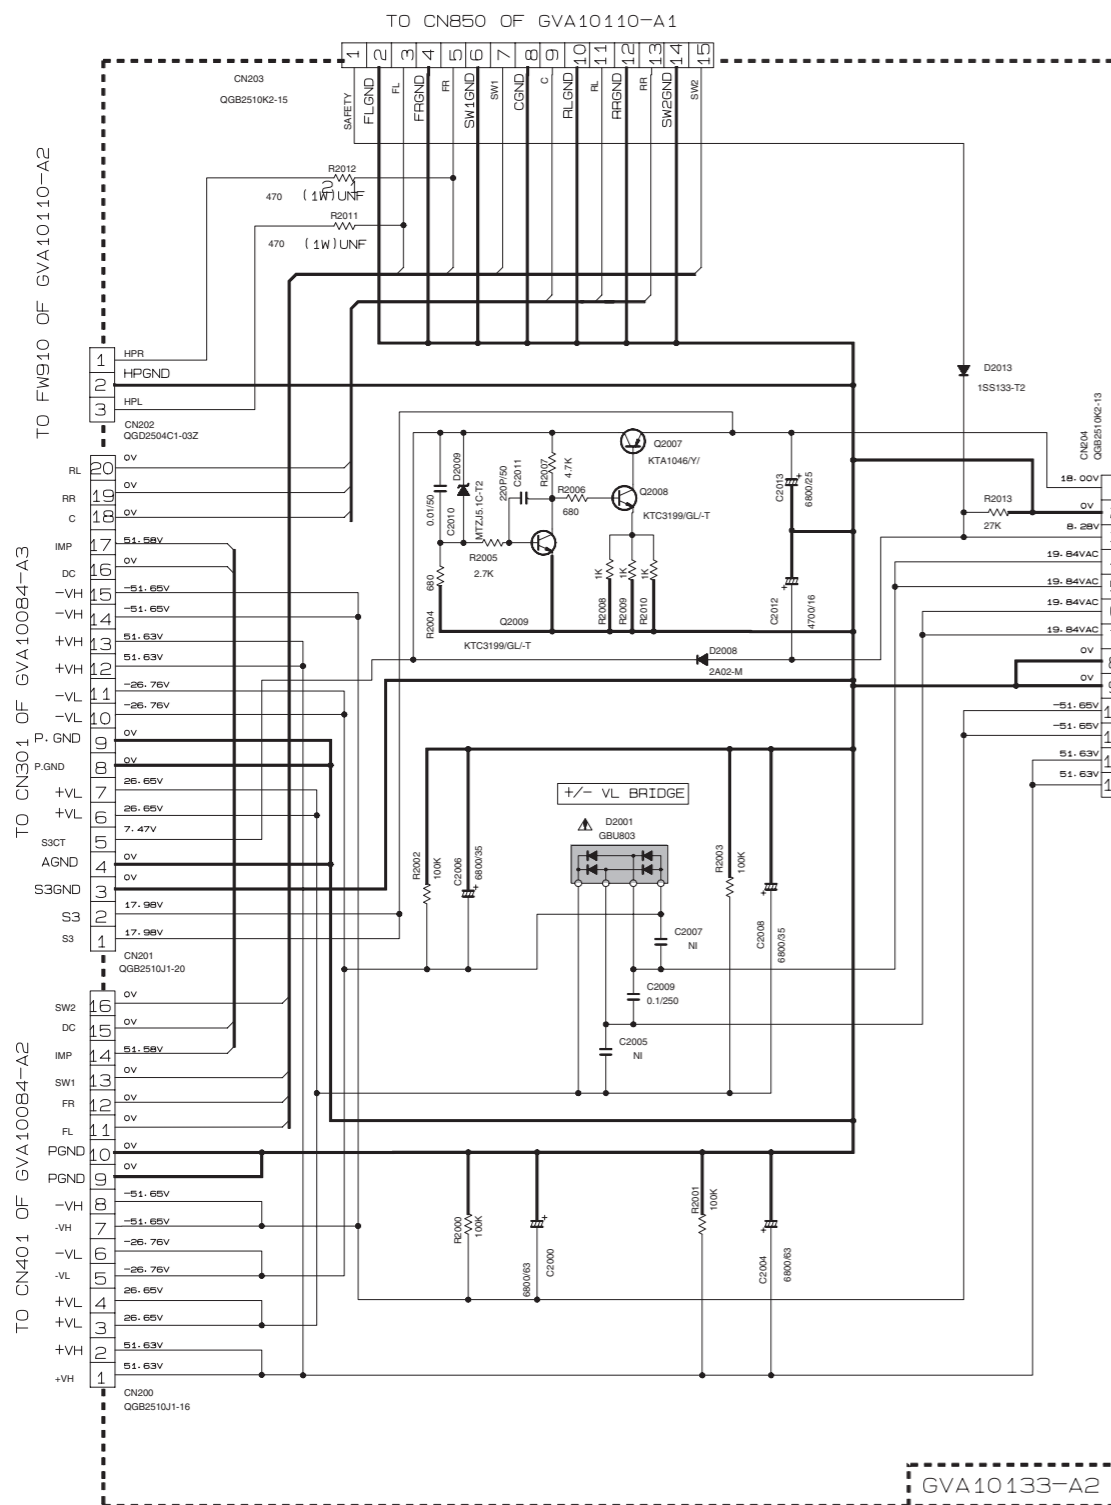 TO CN850 OF GVA10110-A1
1 2 3 4 5 6 7 8 9 10 11 12 13 14 15
CN203
QGB2510K2-15
SAFETY
FLGND
FL
FRGND
FR
SW1GND
SW1
CGND
C
RLGND
RL
RRGND
RR
SW2GND
SW2
TO FW910 OF GVA10110-A2
R2012
470 (1W)UNF
R2011
470 (1W)UNF
1 HPR
2 HPGND
3 HPL
CN202
QGD2504C1-03Z
D2013
1SS133-T2
CN204
QGB2510K2-13
TO CN301 OF GVA10084-A3
RL 20 0V
RR 19 0V
C 18 0V
IMP 17 51.58V
DC 16 0V
-VH 15 -51.65V
-VH 14 -51.65V
+VH 13 51.63V
+VH 12 51.63V
-VL 11 -26.76V
-VL 10 -26.76V
P.GND 9 0V
P.GND 8 0V
+VL 7 26.65V
+VL 6 26.65V
S3CT 5 7.47V
AGND 4 0V
S3GND 3 0V
S3 2 17.98V
S3 1 17.98V
CN201
QGB2510J1-20
0.01/50
C2010
D2009
MTZJ5.1C-T2
220P/50
C2011
R2007
4.7K
R2006
680
Q2007
KTA1046/Y/
Q2008
KTC3199/GL/-T
R2005
2.7K
680
R2004
Q2009
KTC3199/GL/-T
1K
R2008
1K
R2009
1K
R2010
C2013
6800/25
C2012
4700/16
D2008
2A02-M
R2013
27K
18.00V
0V
8.28V
19.84VAC
19.84VAC
19.84VAC
19.84VAC
0V 8
0V 9
-51.65V
-51.65V
51.63V
51.63V
+/- VL BRIDGE
D2001
GBU803
R2002
100K
C2006
6800/35
R2003
100K
C2008
6800/35
C2007
NI
C2009
0.1/250
C2005
NI
TO CN401 OF GVA10084-A2
SW2 16 0V
DC 15 0V
IMP 14 51.58V
SW1 13 0V
FR 12 0V
FL 11 0V
PGND 10 0V
PGND 9 0V
-VH 8 -51.65V
-VH 7 -51.65V
-VL 6 -26.76V
-VL 5 -26.76V
+VL 4 26.65V
+VL 3 26.65V
+VH 2 51.63V
+VH 1 51.63V
CN200
QGB2510J1-16
R2000
100K
6800/63
C2000
R2001
100K
C2004
6800/63
GVA10133-A2